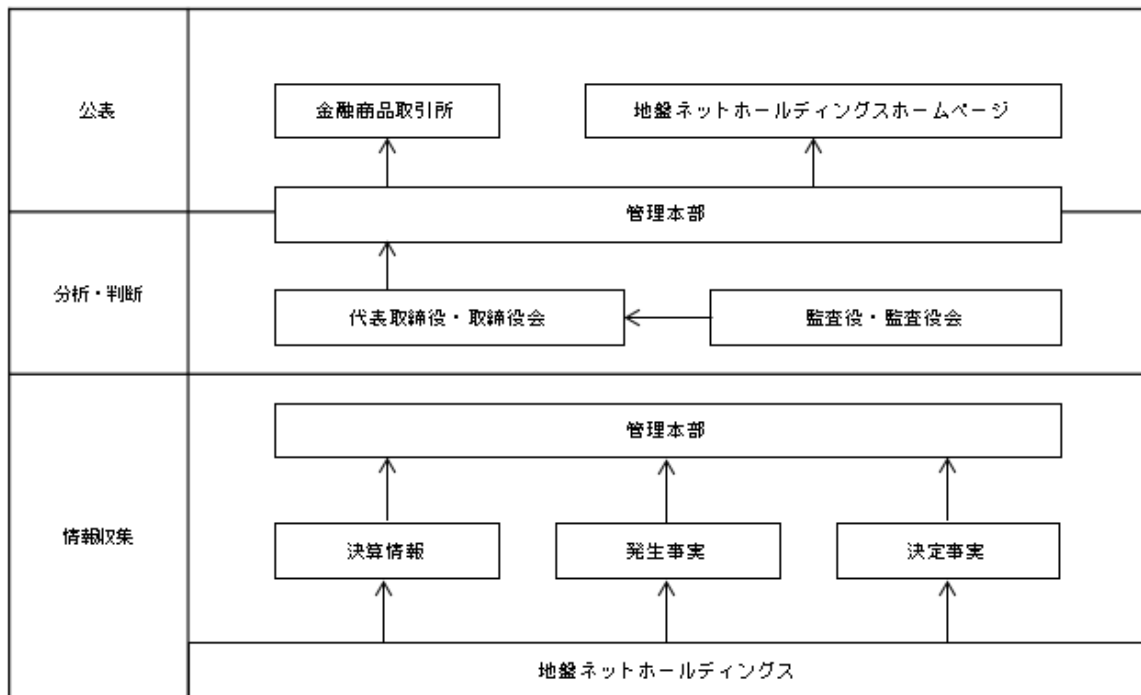 公表
金融商品取引所
地盤ネットホールディングスホームページ
管理本部
分析・判断
代表取締役・取締役会
監査役・監査役会
管理本部
情報収集
決算情報
発生事実
決定事実
地盤ネットホールディングス